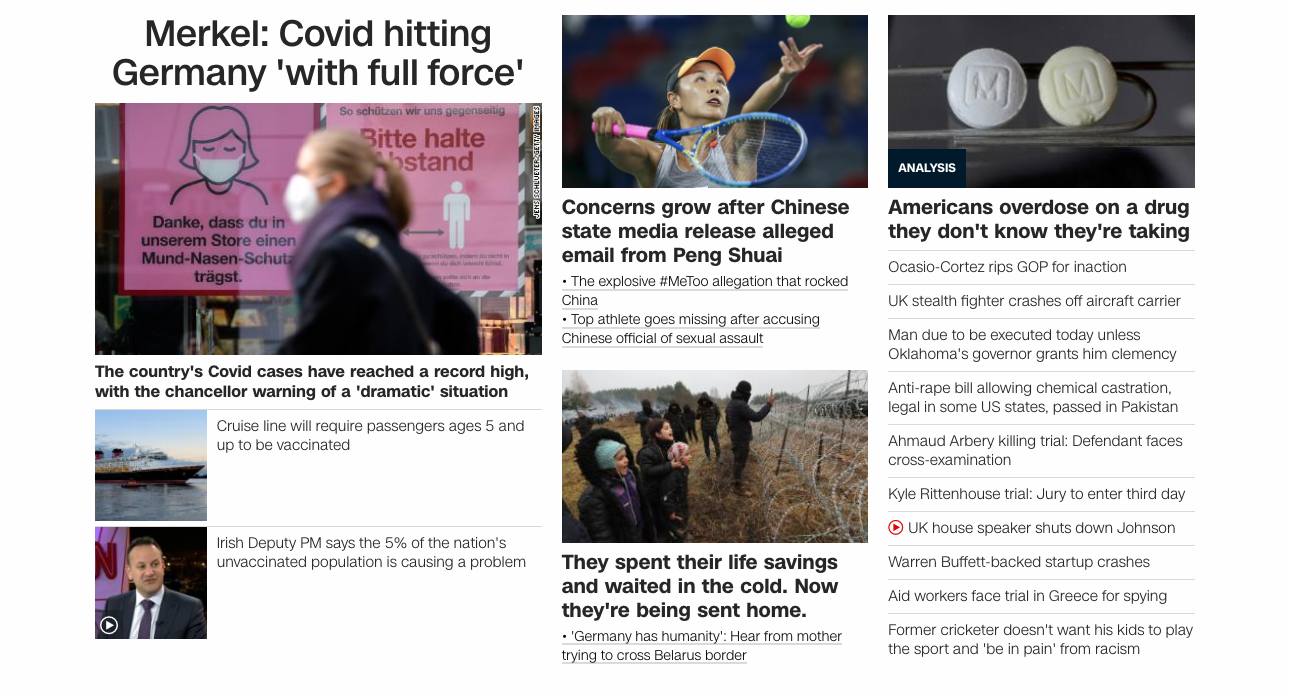 Merkel: Covid hitting
Germany 'with full force'
So schützen wir uns gegenseitig
Bitte halte
Abstand
Danke, dass du in
unserem Store einen
Mund-Nasen-Schutz
trägst.
JENS SCHLUETER/GETTY IMAGES
The country's Covid cases have reached a record high,
with the chancellor warning of a 'dramatic' situation
Cruise line will require passengers ages 5 and
up to be vaccinated
Irish Deputy PM says the 5% of the nation's
unvaccinated population is causing a problem
Concerns grow after Chinese
state media release alleged
email from Peng Shuai
• The explosive #MeToo allegation that rocked
China
• Top athlete goes missing after accusing
Chinese official of sexual assault
They spent their life savings
and waited in the cold. Now
they're being sent home.
• 'Germany has humanity': Hear from mother
trying to cross Belarus border
M
M
ANALYSIS
Americans overdose on a drug
they don't know they're taking
Ocasio-Cortez rips GOP for inaction
UK stealth fighter crashes off aircraft carrier
Man due to be executed today unless
Oklahoma's governor grants him clemency
Anti-rape bill allowing chemical castration,
legal in some US states, passed in Pakistan
Ahmaud Arbery killing trial: Defendant faces
cross-examination
Kyle Rittenhouse trial: Jury to enter third day
UK house speaker shuts down Johnson
Warren Buffett-backed startup crashes
Aid workers face trial in Greece for spying
Former cricketer doesn't want his kids to play
the sport and 'be in pain' from racism